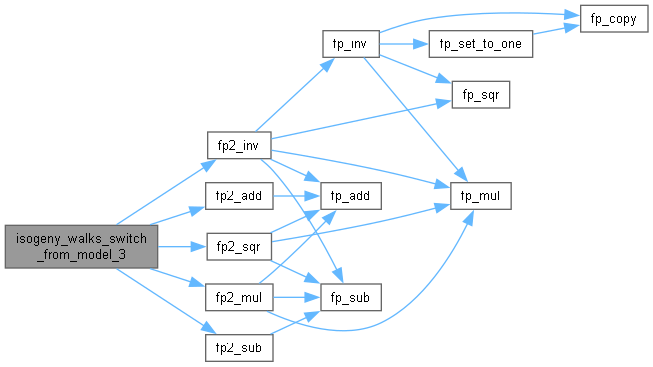 isogeny_walks_switch
_from_model_3
fp2_inv
fp2_add
fp2_sqr
fp2_mul
fp2_sub
fp_inv
fp_add
fp_sub
fp_set_to_one
fp_sqr
fp_mul
fp_copy